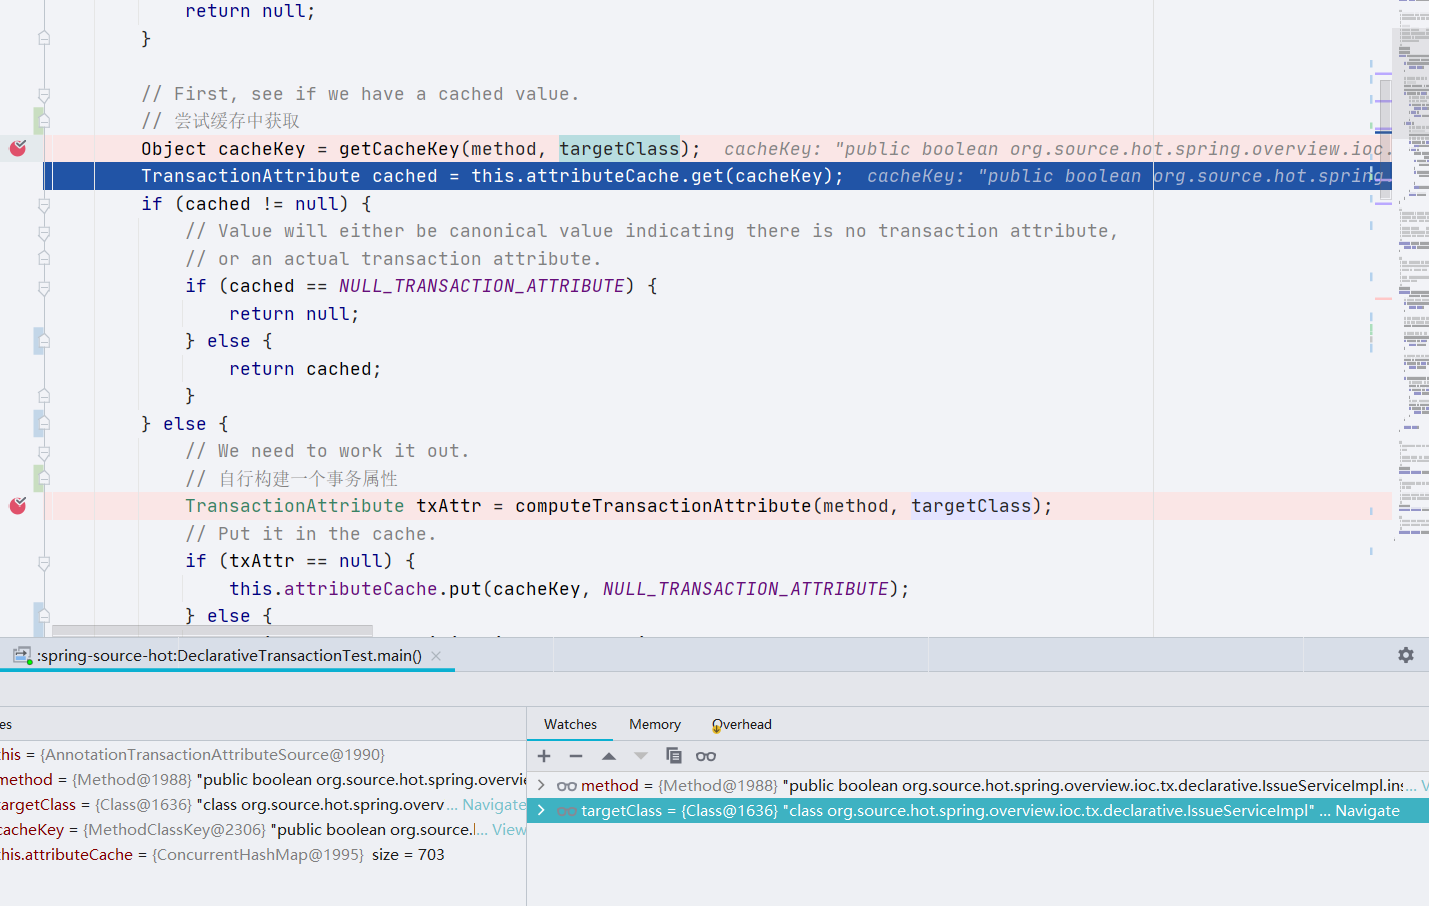 return null;
}
// First, see if we have a cached value.
// 尝试缓存中获取
Object cacheKey = getCacheKey(method, targetClass); cacheKey: "public boolean org.source.hot.spring.overview.ioc.
TransactionAttribute cached = this.attributeCache.get(cacheKey); cacheKey: "public boolean org.source.hot.spring.
if (cached != null) {
// Value will either be canonical value indicating there is no transaction attribute,
// or an actual transaction attribute.
if (cached == NULL_TRANSACTION_ATTRIBUTE) {
return null;
} else {
return cached;
}
} else {
// We need to work it out.
// 自行构建一个事务属性
TransactionAttribute txAttr = computeTransactionAttribute(method, targetClass);
// Put it in the cache.
if (txAttr == null) {
this.attributeCache.put(cacheKey, NULL_TRANSACTION_ATTRIBUTE);
} else {
:spring-source-hot:DeclarativeTransactionTest.main()
es
this = {AnnotationTransactionAttributeSource@1990}
method = {Method@1988} "public boolean org.source.hot.spring.overvie
targetClass = {Class@1636} "class org.source.hot.spring.overv... Navigate
cacheKey = {MethodClassKey@2306} "public boolean org.source.l... View
this.attributeCache = {ConcurrentHashMap@1995} size = 703
Watches Memory Overhead
method = {Method@1988} "public boolean org.source.hot.spring.overview.ioc.tx.declarative.IssueServiceImpl.ins... V
targetClass = {Class@1636} "class org.source.hot.spring.overview.ioc.tx.declarative.IssueServiceImpl" ... Navigate